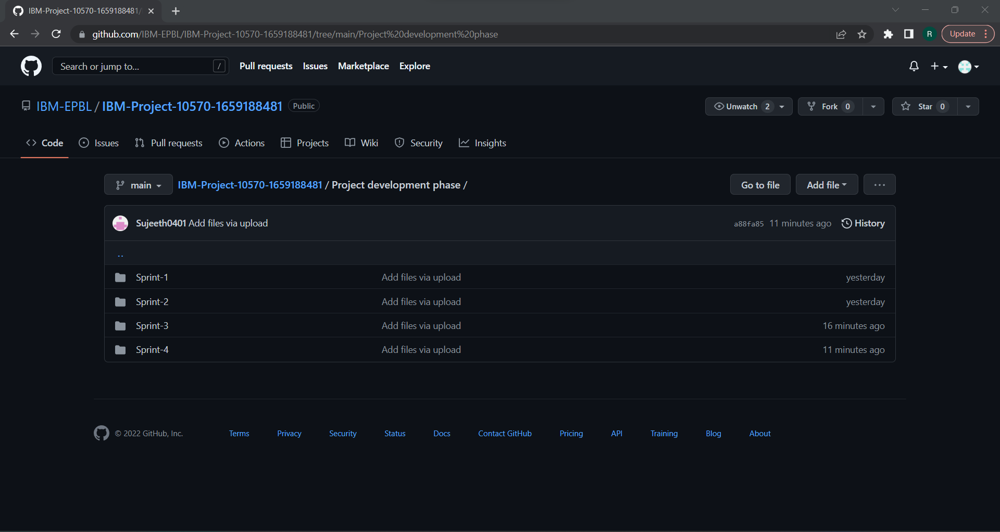 IBM-Project-10570-1659188481/
github.com/IBM-EPBL/IBM-Project-10570-1659188481/tree/main/Project%20development%20phase
R
Update
Search or jump to...
/
Pull requests Issues Marketplace Explore
IBM-EPBL / IBM-Project-10570-1659188481 Public
Unwatch 2
Fork 0
Star 0
Code Issues Pull requests Actions Projects Wiki Security Insights
main IBM-Project-10570-1659188481 / Project development phase /
Go to file Add file ...
Sujeeth0401 Add files via upload a88fa85 11 minutes ago History
..
Sprint-1 Add files via upload yesterday
Sprint-2 Add files via upload yesterday
Sprint-3 Add files via upload 16 minutes ago
Sprint-4 Add files via upload 11 minutes ago
© 2022 GitHub, Inc. Terms Privacy Security Status Docs Contact GitHub Pricing API Training Blog About